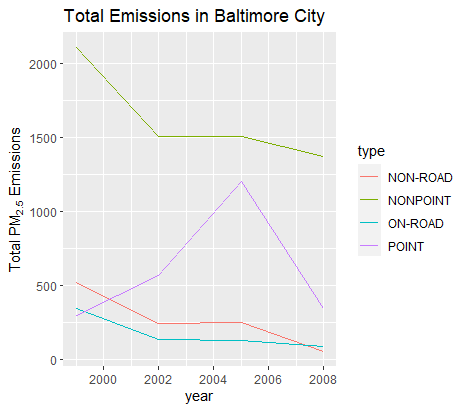 Total Emissions in Baltimore City
2000
1500
1000
500
0
Total PM2.5 Emissions
2000 2002 2004 2006 2008
year
type
NON-ROAD
NONPOINT
ON-ROAD
POINT